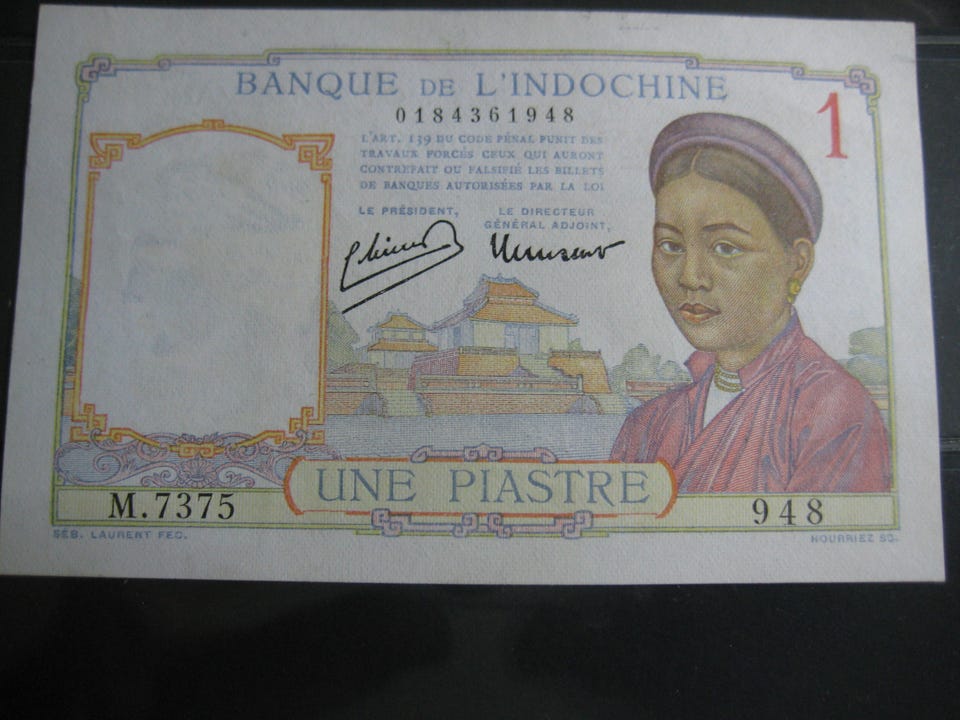 BANQUE DE L'INDOCHINE
0184361948
1
L'ART. 139 DU CODE PÉNAL PUNIT DES
TRAVAUX FORCÉS CEUX QUI AURONT
CONTREFAIT OU FALSIFIÉ LES BILLETS
DE BANQUES AUTORISÉES PAR LA LOI
LE PRÉSIDENT,
LE DIRECTEUR
GÉNÉRAL ADJOINT,
UNE PIASTRE
M.7375
948
SÉB. LAURENT FEC.
HOURRIEZ SC.